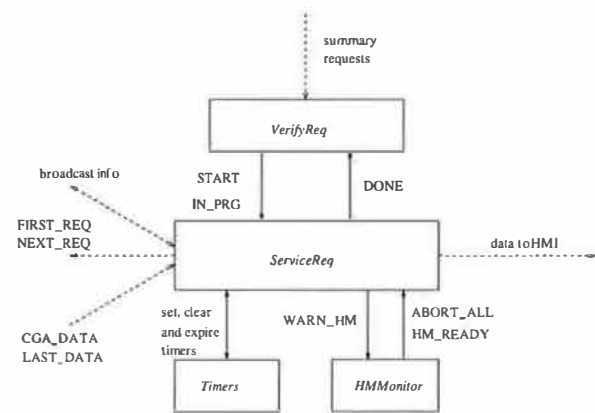 summary
requests
VerifyReq
broadcast info
START
IN_PRG
DONE
FIRST_REQ
NEXT_REQ
ServiceReq
data to HMI
CGA_DATA
LAST_DATA
set, clear
and expire
timers
WARN_HM
ABORT_ALL
HM_READY
Timers
HMMonitor